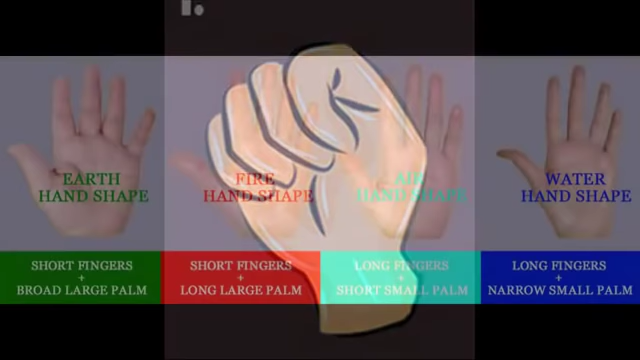 EARTH
HAND SHAPE
FIRE
HAND SHAPE
AIR
HAND SHAPE
WATER
HAND SHAPE
SHORT FINGERS
+
BROAD LARGE PALM
SHORT FINGERS
+
LONG LARGE PALM
LONG FINGERS
+
SHORT SMALL PALM
LONG FINGERS
+
NARROW SMALL PALM